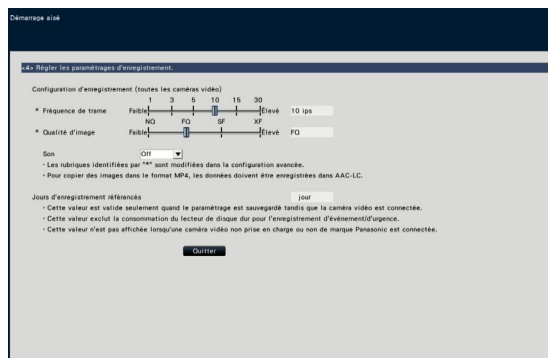 Démarrage aisé
<4> Régler les paramétrages d'enregistrement.
Configuration d'enregistrement (toutes les caméras vidéo)
1 3 5 10 15 30
* Fréquence de trame Faible Élevé 10 ips
NQ FQ SF XF
* Qualité d'image Faible Élevé FQ
Son Off
- Les rubriques identifiées par "*" sont modifiées dans la configuration avancée.
- Pour copier des images dans le format MP4, les données doivent être enregistrées dans AAC-LC.
Jours d'enregistrement référencés jour
- Cette valeur est valide seulement quand le paramétrage est sauvegardé tandis que la caméra vidéo est connectée.
- Cette valeur exclut la consommation du lecteur de disque dur pour l'enregistrement d'évènement/d'urgence.
- Cette valeur n'est pas affichée lorsqu'une caméra vidéo non prise en charge ou non de marque Panasonic est connectée.
Quitter